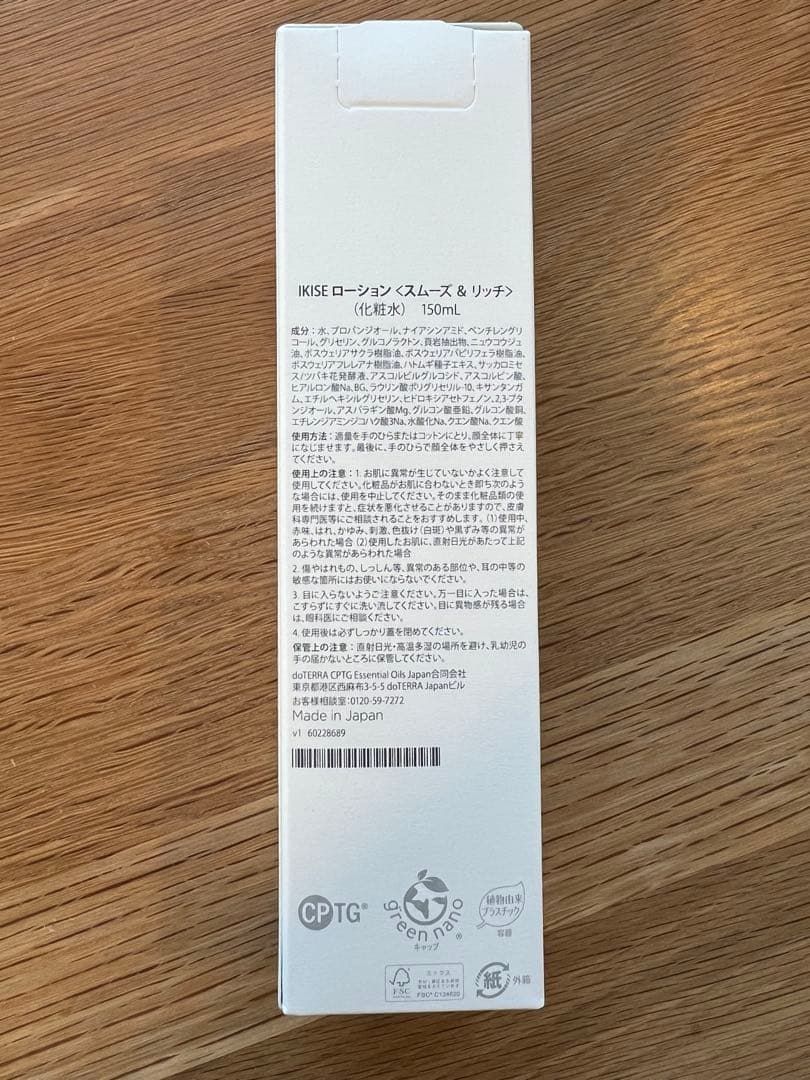 IKISE ローション〈スムーズ & リッチ〉
（化粧水） 150mL
成分：水、プロパンジオール、ナイアシンアミド、ペンチレングリ
コール、グリセリン、グルコノラクトン、頁岩抽出物、ニュウコウジュ
油、ボスウェリアサクラ樹脂油、ボスウェリアパピリフェラ樹脂油、
ボスウェリアフレレアナ樹脂油、ハトムギ種子エキス、サッカロミセ
ス/ツバキ花発酵液、アスコルビルグルコシド、アスコルビン酸、
ヒアルロン酸Na、BG、ラウリン酸ポリグリセリル-10、キサンタンガ
ム、エチルヘキシルグリセリン、ヒドロキシアセトフェノン、2,3-ブタ
ンジオール、アスパラギン酸Mg、グルコン酸亜鉛、グルコン酸銅、
エチレンジアミンジコハク酸3Na、水酸化Na、クエン酸Na、クエン酸
使用方法：適量を手のひらまたはコットンにとり、顔全体に丁寧
になじませます。最後に、手のひらで顔全体をやさしく押さえ
てください。
使用上の注意：1. お肌に異常が生じていないかよく注意して
使用してください。化粧品がお肌に合わないとき即ち次のよう
な場合には、使用を中止してください。そのまま化粧品類の使
用を続けますと、症状を悪化させることがありますので、皮膚
科専門医等にご相談されることをおすすめします。(1)使用中、
赤味、はれ、かゆみ、刺激、色抜け（白斑）や黒ずみ等の異常が
あらわれた場合 (2)使用したお肌に、直射日光があたって上記
のような異常があらわれた場合
2. 傷やはれもの、しっしん等、異常のある部位や、耳の中等の
敏感な箇所にはお使いにならないでください。
3. 目に入らないようご注意ください。万一目に入った場合は、
こすらずにすぐに洗い流してください。目に異物感が残る場合
は、眼科医にご相談ください。
4. 使用後は必ずしっかり蓋を閉めてください。
保管上の注意：直射日光・高温多湿の場所を避け、乳幼児の
手の届かないところに保管してください。
doTERRA CPTG Essential Oils Japan合同会社
東京都港区西麻布3-5-5 doTERRA Japanビル
お客様相談室：0120-59-7272
Made in Japan
v1 60228689
CPTG®
green nano®
キャップ
植物由来
プラスチック
容器
FSC
ミックス
FSC® C134620
紙 外箱